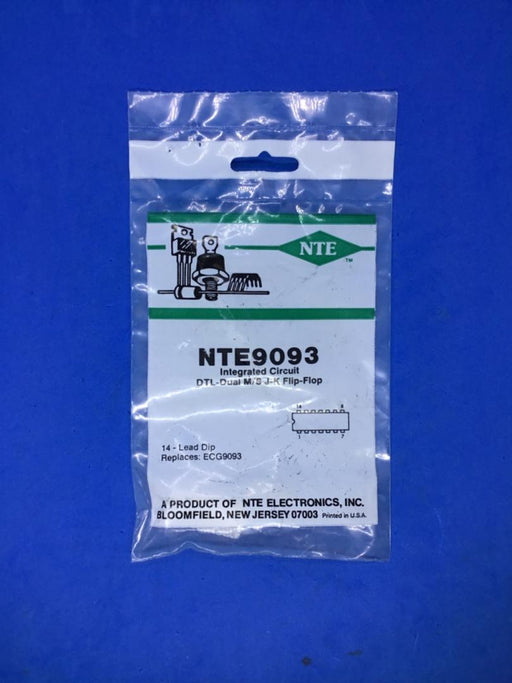 NTE
TM
NTE9093
Integrated Circuit
DTL-Dual M/S J-K Flip-Flop
14 8
1 7
14 - Lead Dip
Replaces: ECG9093
A PRODUCT OF NTE ELECTRONICS, INC.
BLOOMFIELD, NEW JERSEY 07003 Printed in U.S.A.